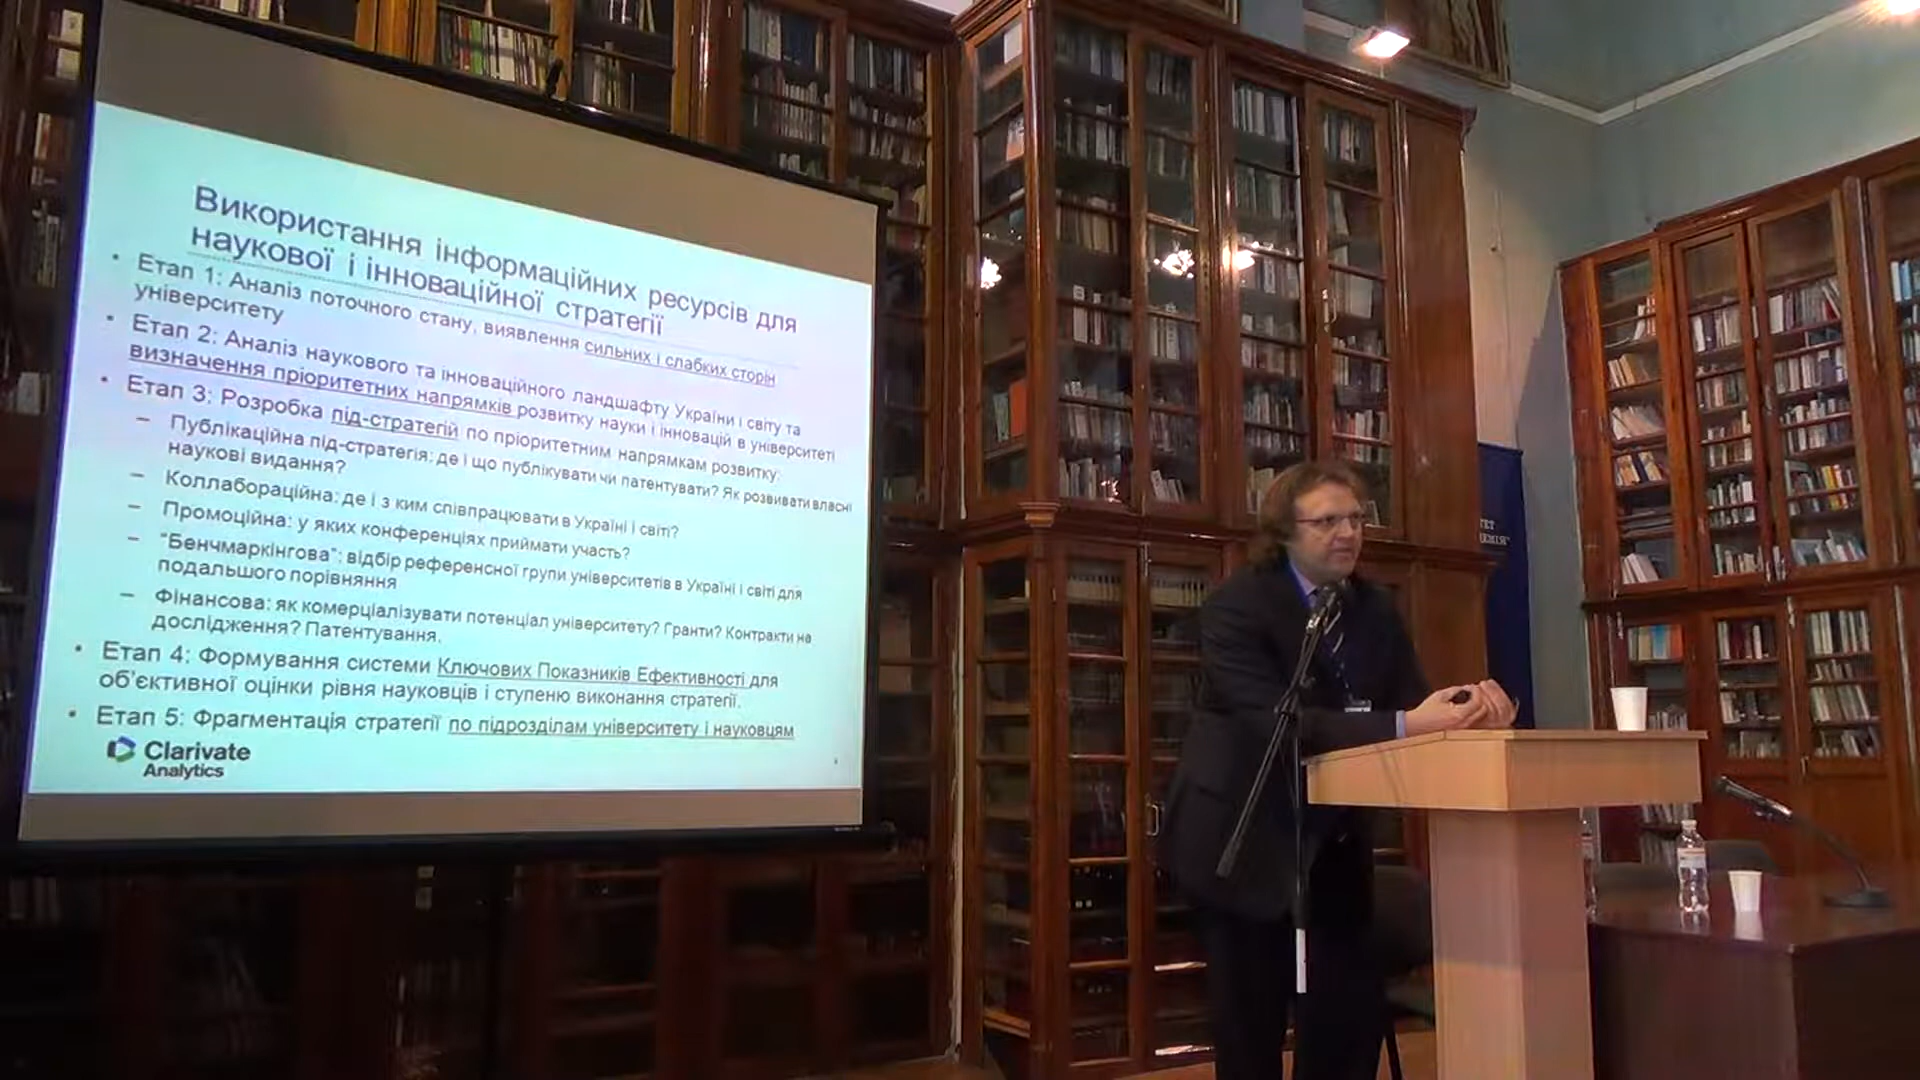 Використання інформаційних ресурсів для
наукової і інноваційної стратегії
• Етап 1: Аналіз поточного стану, виявлення сильних і слабких сторін
університету
• Етап 2: Аналіз наукового та інноваційного ландшафту України і світу та
визначення пріоритетних напрямків розвитку науки і інновацій в університеті
• Етап 3: Розробка під-стратегій по пріоритетним напрямкам розвитку:
– Публікаційна під-стратегія: де і що публікувати чи патентувати? Як розвивати власні
наукові видання?
– Коллабораційна: де і з ким співпрацювати в Україні і світі?
– Промоційна: у яких конференціях приймати участь?
– "Бенчмаркінгова": відбір референсної групи університетів в Україні і світі для
подальшого порівняння
– Фінансова: як комерціалізувати потенціал університету? Гранти? Контракти на
дослідження? Патентування.
• Етап 4: Формування системи Ключових Показників Ефективності для
об'єктивної оцінки рівня науковців і ступеню виконання стратегії.
• Етап 5: Фрагментація стратегії по підрозділам університету і науковцям
Clarivate
Analytics